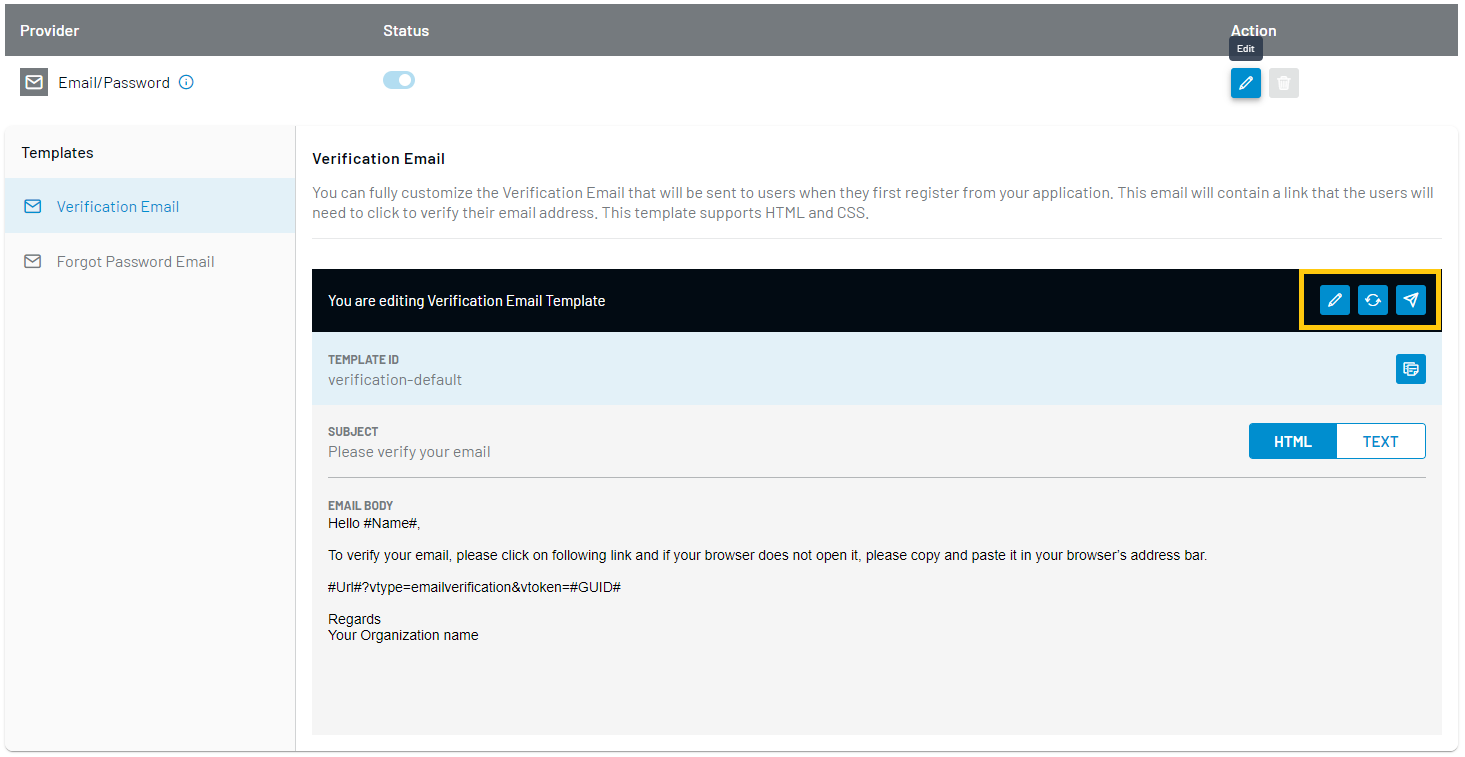 Provider
Status
Action
Edit
Email/Password
Templates
Verification Email
Forgot Password Email
Verification Email
You can fully customize the Verification Email that will be sent to users when they first register from your application. This email will contain a link that the users will
need to click to verify their email address. This template supports HTML and CSS.
You are editing Verification Email Template
TEMPLATE ID
verification-default
SUBJECT
Please verify your email
HTML
TEXT
EMAIL BODY
Hello #Name#,
To verify your email, please click on following link and if your browser does not open it, please copy and paste it in your browser's address bar.
#Url#?vtype=emailverification&vtoken=#GUID#
Regards
Your Organization name